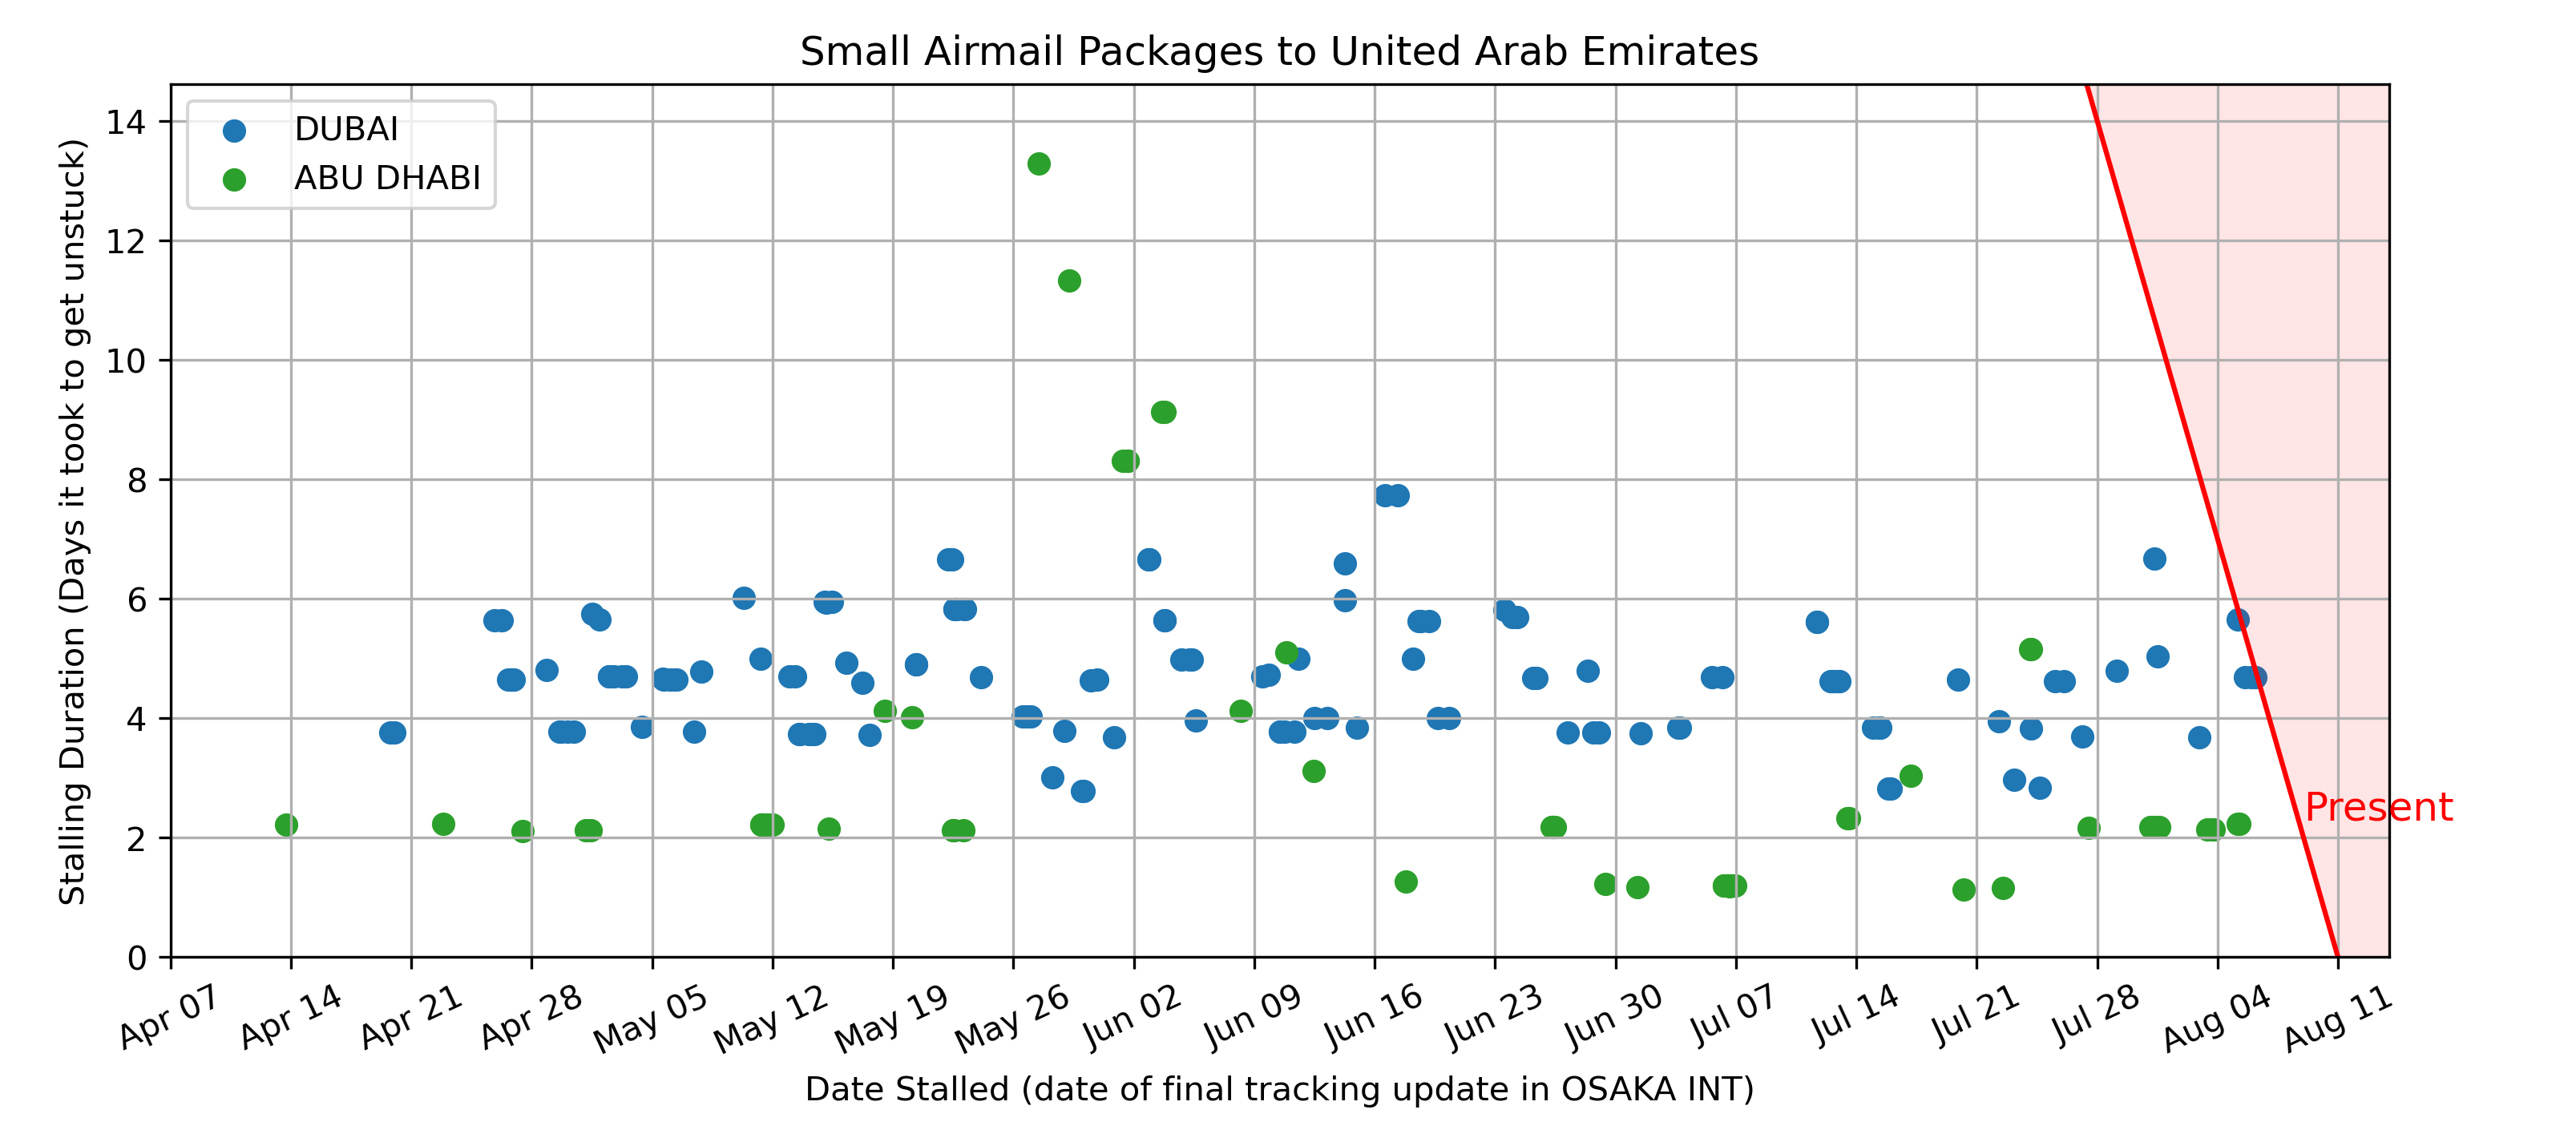 Small Airmail Packages to United Arab Emirates
DUBAI
ABU DHABI
Stalling Duration (Days it took to get unstuck)
14
12
10
8
6
4
2
0
Present
Apr 07
Apr 14
Apr 21
Apr 28
May 05
May 12
May 19
May 26
Jun 02
Jun 09
Jun 16
Jun 23
Jun 30
Jul 07
Jul 14
Jul 21
Jul 28
Aug 04
Aug 11
Date Stalled (date of final tracking update in OSAKA INT)